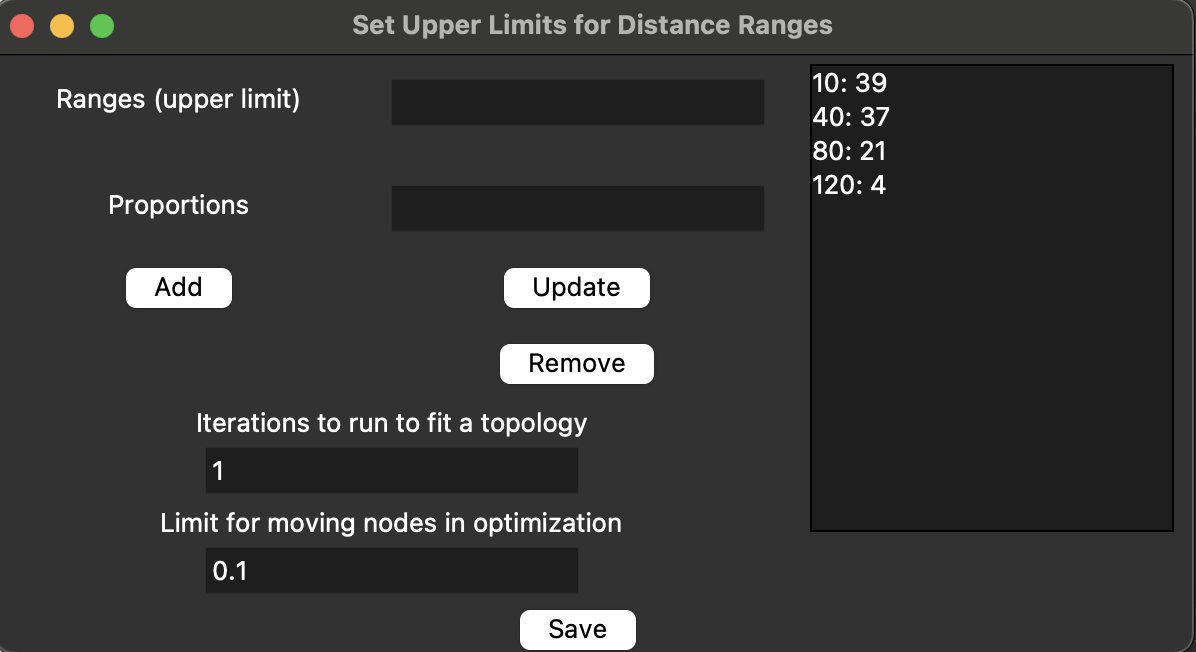 Set Upper Limits for Distance Ranges
Ranges (upper limit)
Proportions
Add
Update
Remove
Iterations to run to fit a topology
1
Limit for moving nodes in optimization
0.1
Save
10: 39
40: 37
80: 21
120: 4